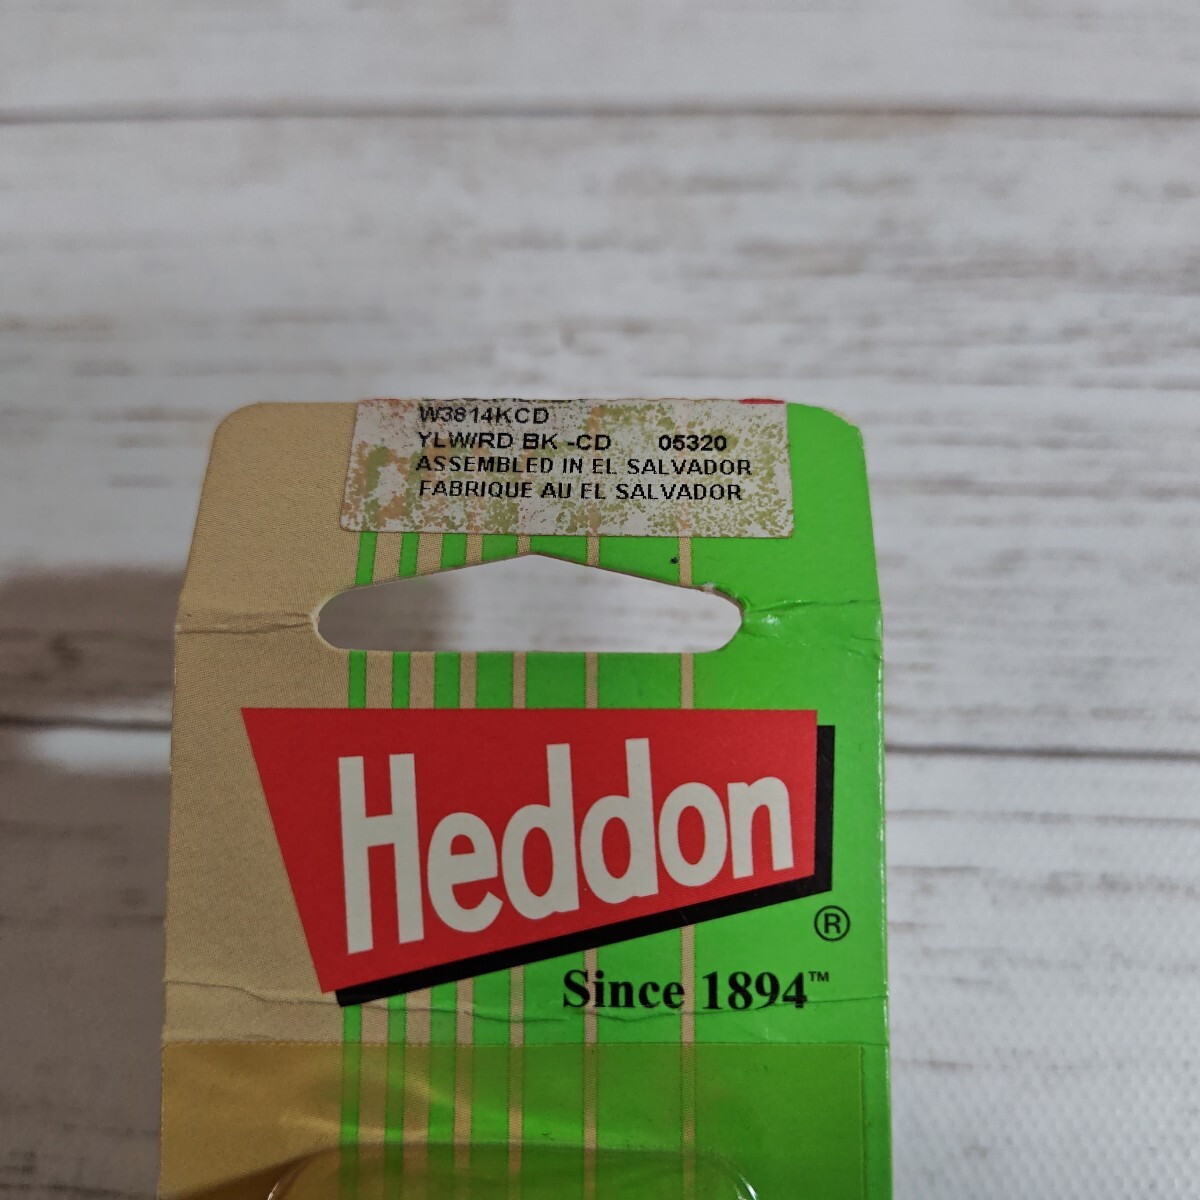 W3814KCD
YLW/RD BK -CD 05320
ASSEMBLED IN EL SALVADOR
FABRIQUE AU EL SALVADOR
Heddon
®
Since 1894™